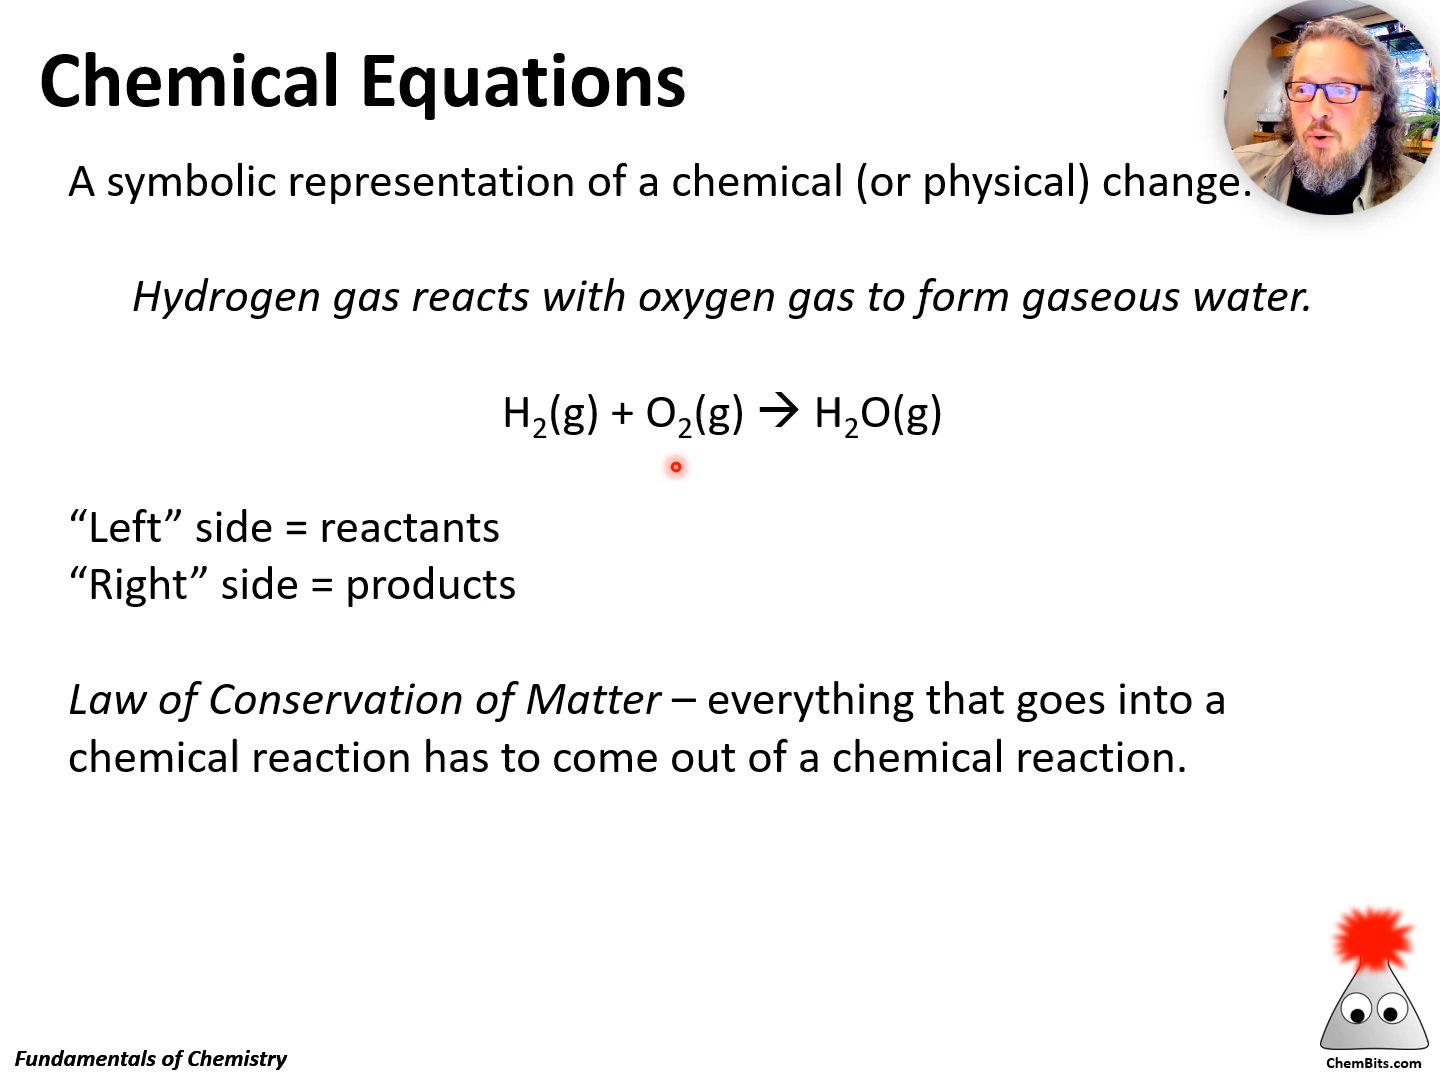 Chemical Equations
A symbolic representation of a chemical (or physical) change.
Hydrogen gas reacts with oxygen gas to form gaseous water.
H₂(g) + O₂(g) → H₂O(g)
“Left” side = reactants
“Right” side = products
Law of Conservation of Matter – everything that goes into a
chemical reaction has to come out of a chemical reaction.
Fundamentals of Chemistry
ChemBits.com